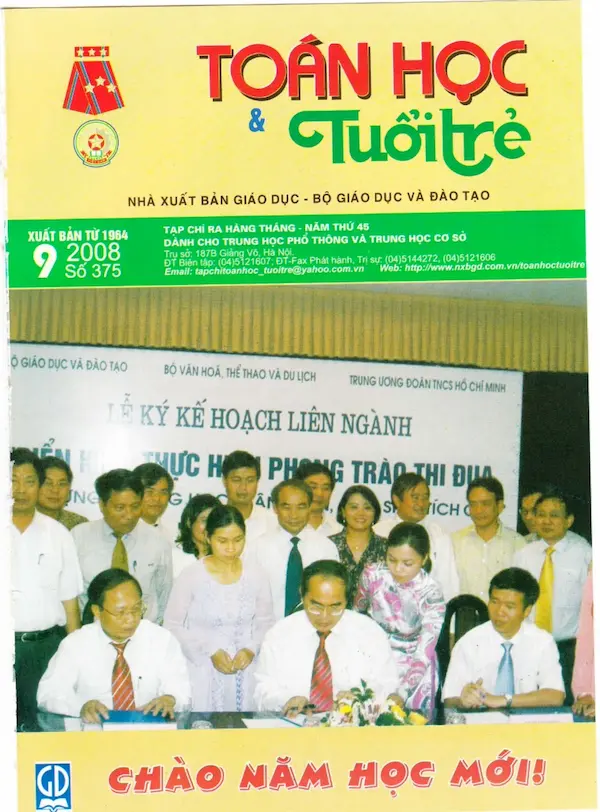 TOÁN HỌC
& Tuổi trẻ
NHÀ XUẤT BẢN GIÁO DỤC - BỘ GIÁO DỤC VÀ ĐÀO TẠO
XUẤT BẢN TỪ 1964
9 2008
Số 375
TẠP CHÍ RA HÀNG THÁNG - NĂM THỨ 45
DÀNH CHO TRUNG HỌC PHỔ THÔNG VÀ TRUNG HỌC CƠ SỞ
Trụ sở: 187B Giảng Võ, Hà Nội.
ĐT Biên tập: (04)5121607; ĐT-Fax Phát hành, Trị sự: (04)5144272, (04)5121606
Email: tapchitoanhoc_tuoitre@yahoo.com.vn Web: http://www.nxbgd.com.vn/toanhoctuoitre
BỘ GIÁO DỤC VÀ ĐÀO TẠO BỘ VĂN HOÁ, THỂ THAO VÀ DU LỊCH TRUNG ƯƠNG ĐOÀN TNCS HỒ CHÍ MINH
LỄ KÝ KẾ HOẠCH LIÊN NGÀNH
THỰC PHONG TRÀO THI ĐUA
GD CHÀO NĂM HỌC MỚI!